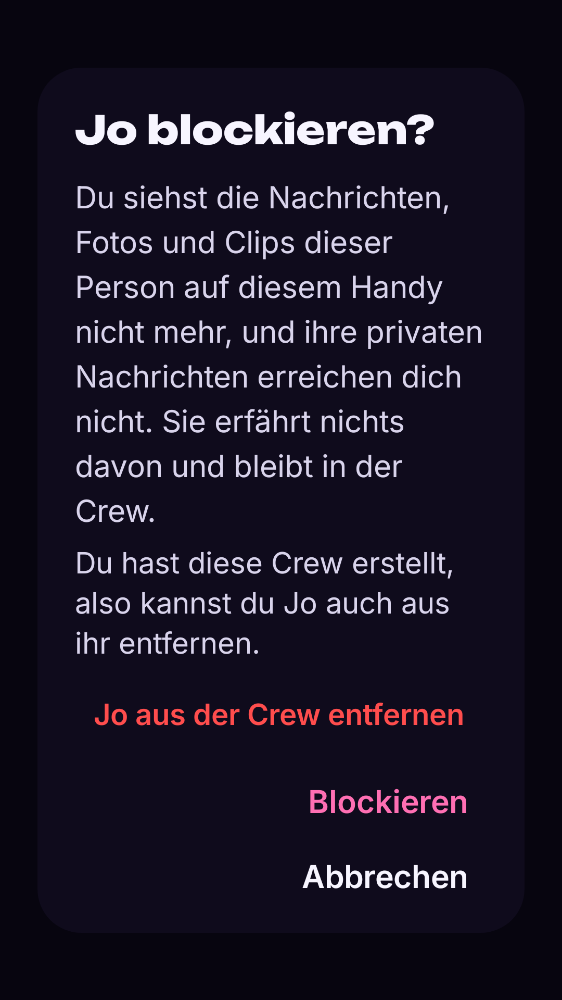 Jo blockieren?
Du siehst die Nachrichten,
Fotos und Clips dieser
Person auf diesem Handy
nicht mehr, und ihre privaten
Nachrichten erreichen dich
nicht. Sie erfährt nichts
davon und bleibt in der
Crew.
Du hast diese Crew erstellt,
also kannst du Jo auch aus
ihr entfernen.
Jo aus der Crew entfernen
Blockieren
Abbrechen